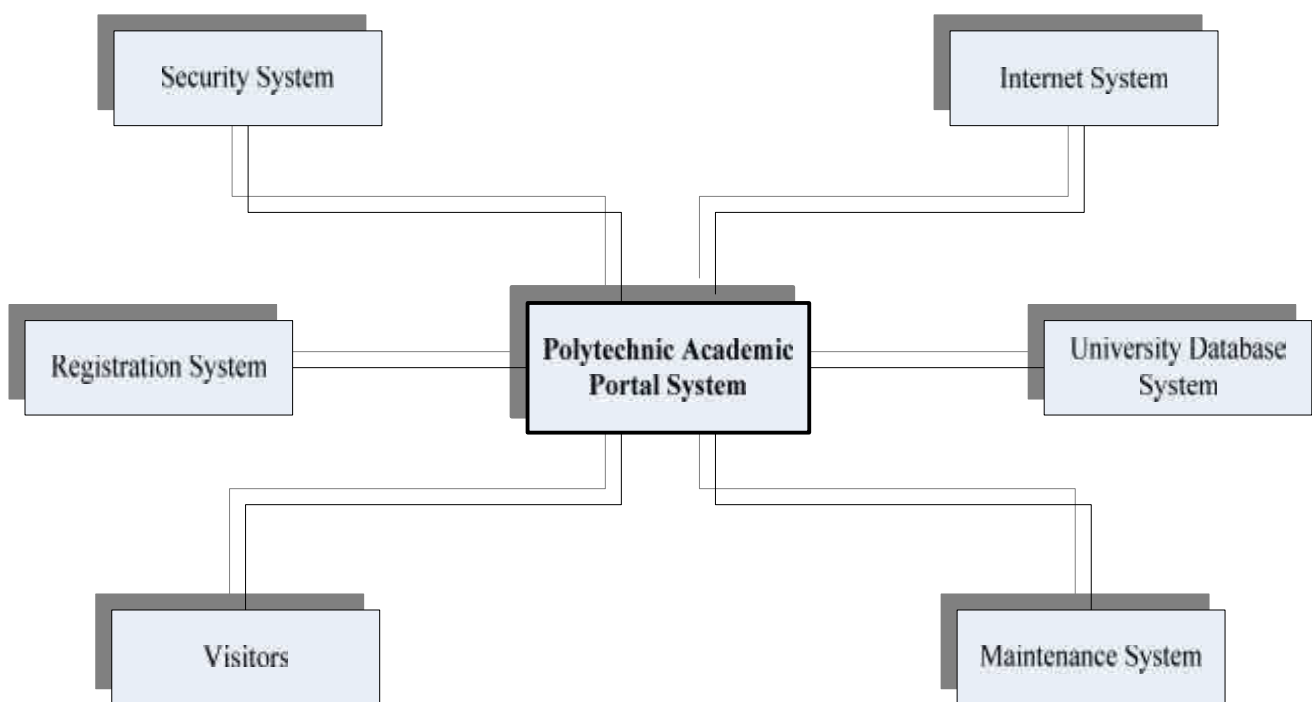 Security System
Internet System
Registration System
Polytechnic Academic
Portal System
University Database
System
Visitors
Maintenance System